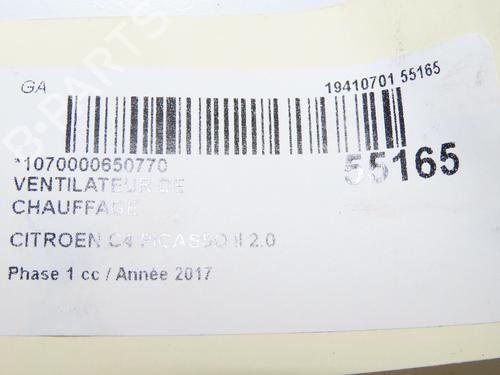 GA
19410701 55165
*1070000650770
55165
VENTILATEUR DE
CHAUFFAGE
CITROEN C4 PICASSO II 2.0
Phase 1 cc / Année 2017
B-PARTS